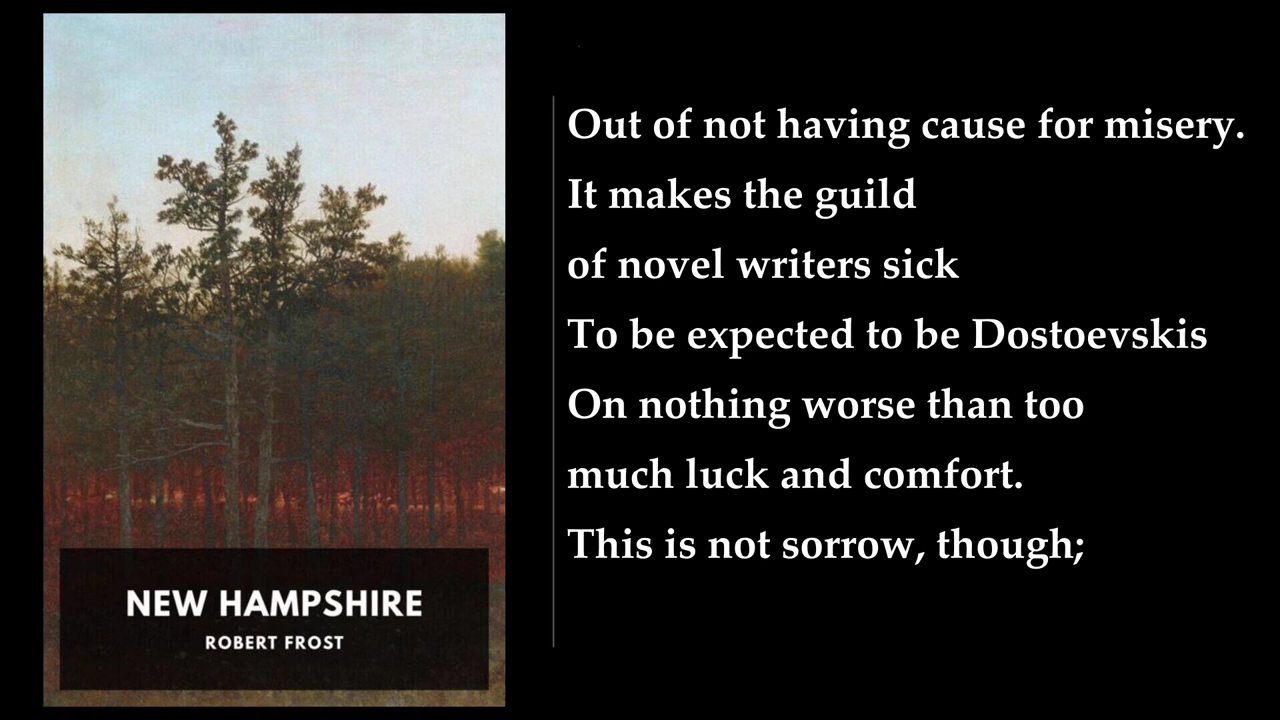 NEW HAMPSHIRE
ROBERT FROST
Out of not having cause for misery.
It makes the guild
of novel writers sick
To be expected to be Dostoevskis
On nothing worse than too
much luck and comfort.
This is not sorrow, though;